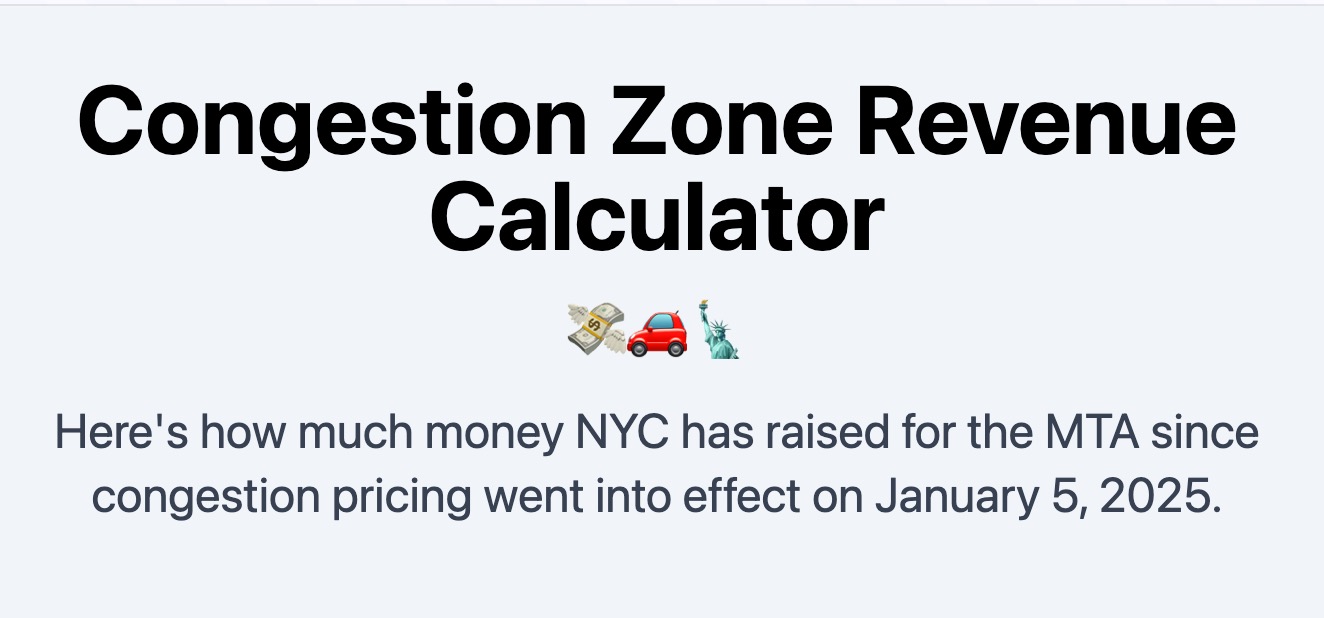 Congestion Zone Revenue
Calculator
💸🚗🗽
Here's how much money NYC has raised for the MTA since
congestion pricing went into effect on January 5, 2025.